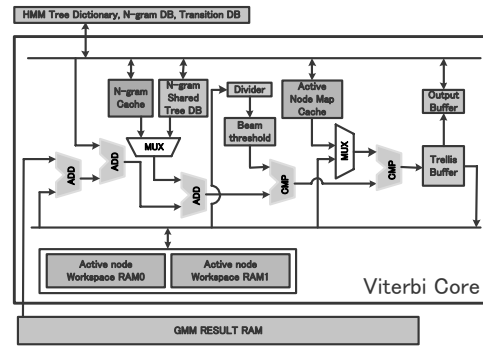 HMM Tree Dictionary, N-gram DB, Transition DB
N-gram
Cache
N-gram
Shared
Tree DB
Divider
Beam
threshold
Active
Node Map
Cache
Output
Buffer
MUX
MUX
ADD
ADD
ADD
CMP
CMP
Trellis
Buffer
Active node
Workspace RAM0
Active node
Workspace RAM1
Viterbi Core
GMM RESULT RAM